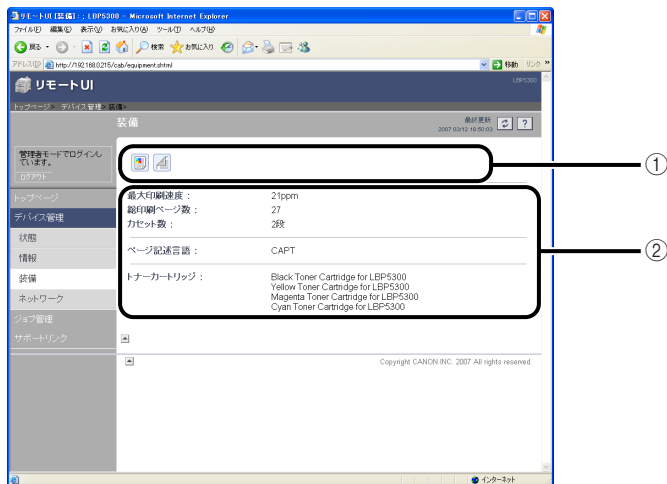 リモートUI [装備] : ; LBP5300 - Microsoft Internet Explorer
ファイル(F) 編集(E) 表示(V) お気に入り(A) ツール(T) ヘルプ(H)
戻る 検索 お気に入り
アドレス(D) http://192.168.0.215/cab/equipment.shtml 移動 リンク »
リモートUI LBP5300
トップページ> デバイス管理> 装備>
装備
最終更新
2007 03/12 19:50:03
?
管理者モードでログインしています。
ログアウト
トップページ
デバイス管理
状態
情報
装備
ネットワーク
ジョブ管理
サポートリンク
①
最大印刷速度: 21ppm
総印刷ページ数: 27
カセット数: 2段
ページ記述言語: CAPT
トナーカートリッジ: Black Toner Cartridge for LBP5300
Yellow Toner Cartridge for LBP5300
Magenta Toner Cartridge for LBP5300
Cyan Toner Cartridge for LBP5300
②
Copyright CANON INC. 2007 All rights reserved.
インターネット